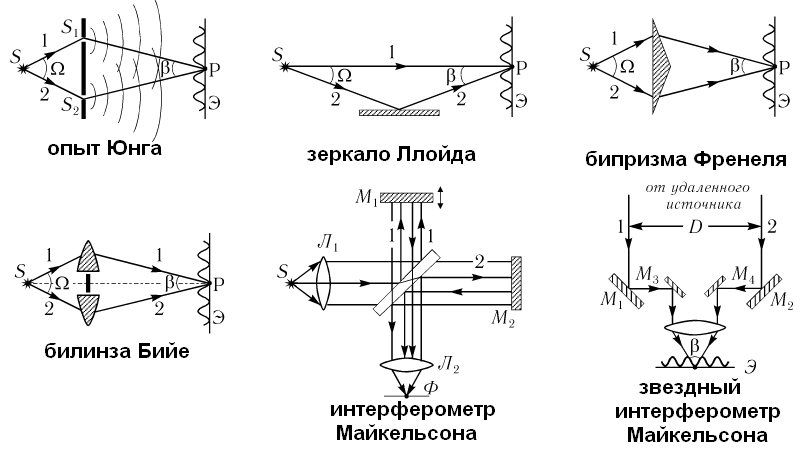 S
1
2
Ω
S₁
S₂
β
P
Э
опыт Юнга
S
Ω
1
2
β
2
P
Э
зеркало Ллойда
S
1
2
Ω
β
P
Э
бипризма Френеля
S
1
2
Ω
1
2
β
P
Э
билинза Бийе
M₁
Л₁
S
1
1
2
M₂
Л₂
Ф
интерферометр
Майкельсона
от удаленного
источника
1
D
2
M₃
M₄
M₁
M₂
β
Э
звездный
интерферометр
Майкельсона